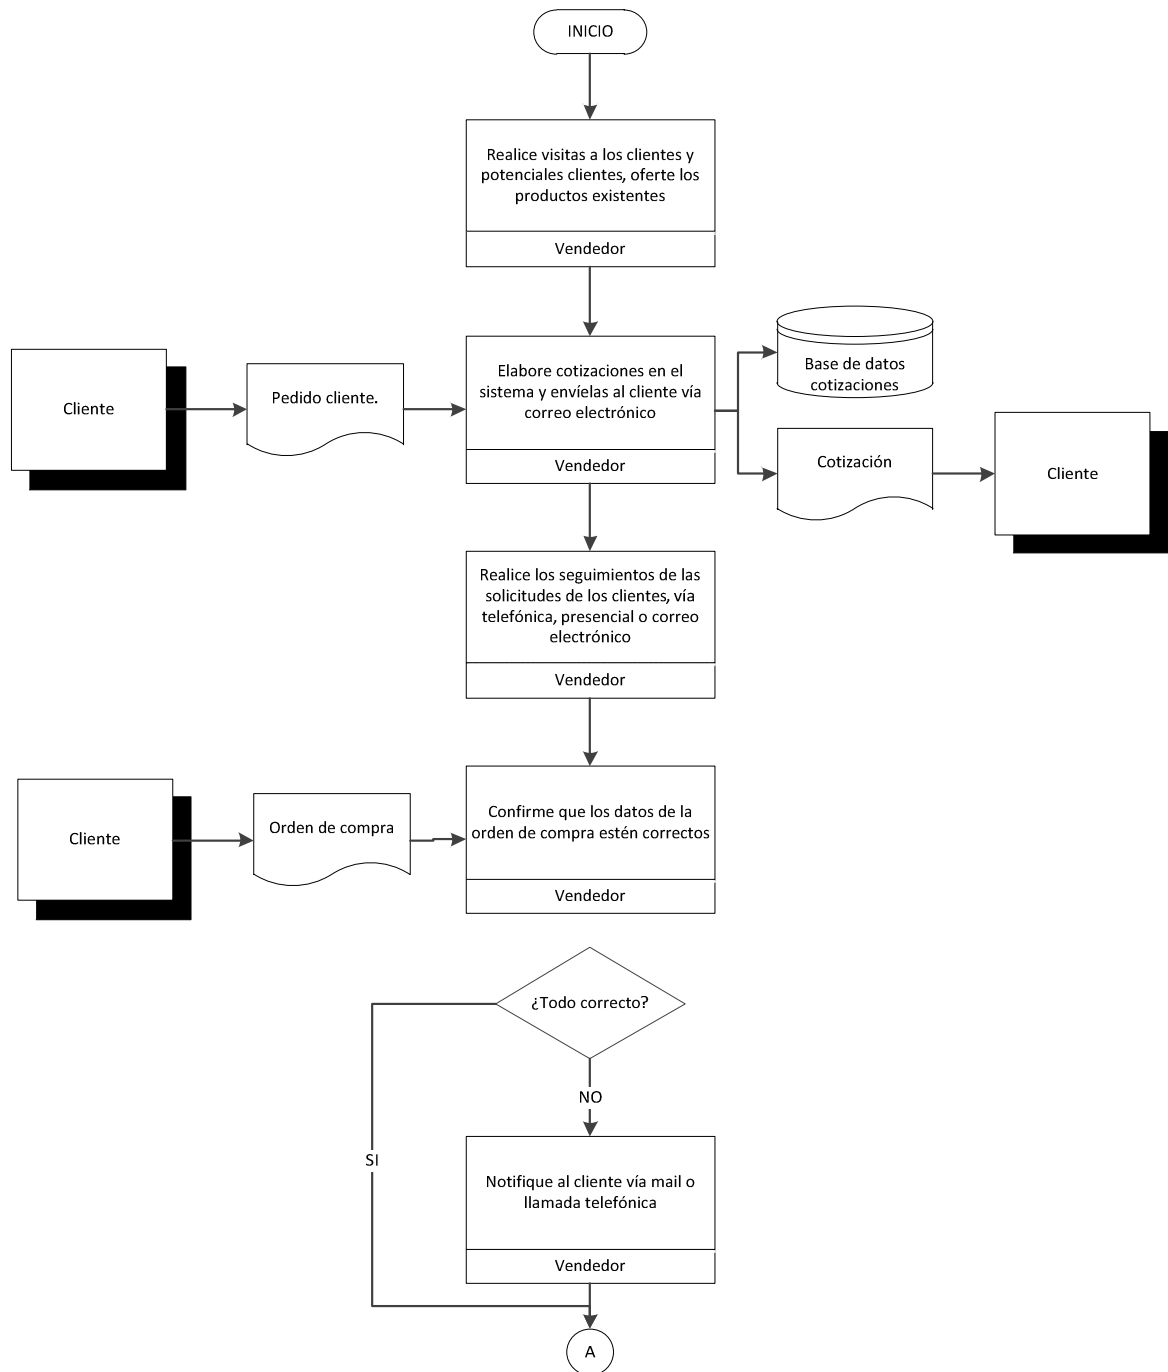 INICIO
Realice visitas a los clientes y
potenciales clientes, oferte los
productos existentes
Vendedor
Cliente
Pedido cliente.
Elabore cotizaciones en el
sistema y envíelas al cliente vía
correo electrónico
Vendedor
Base de datos
cotizaciones
Cotización
Cliente
Realice los seguimientos de las
solicitudes de los clientes, vía
telefónica, presencial o correo
electrónico
Vendedor
Cliente
Orden de compra
Confirme que los datos de la
orden de compra estén correctos
Vendedor
¿Todo correcto?
NO
SI
Notifique al cliente vía mail o
llamada telefónica
Vendedor
A